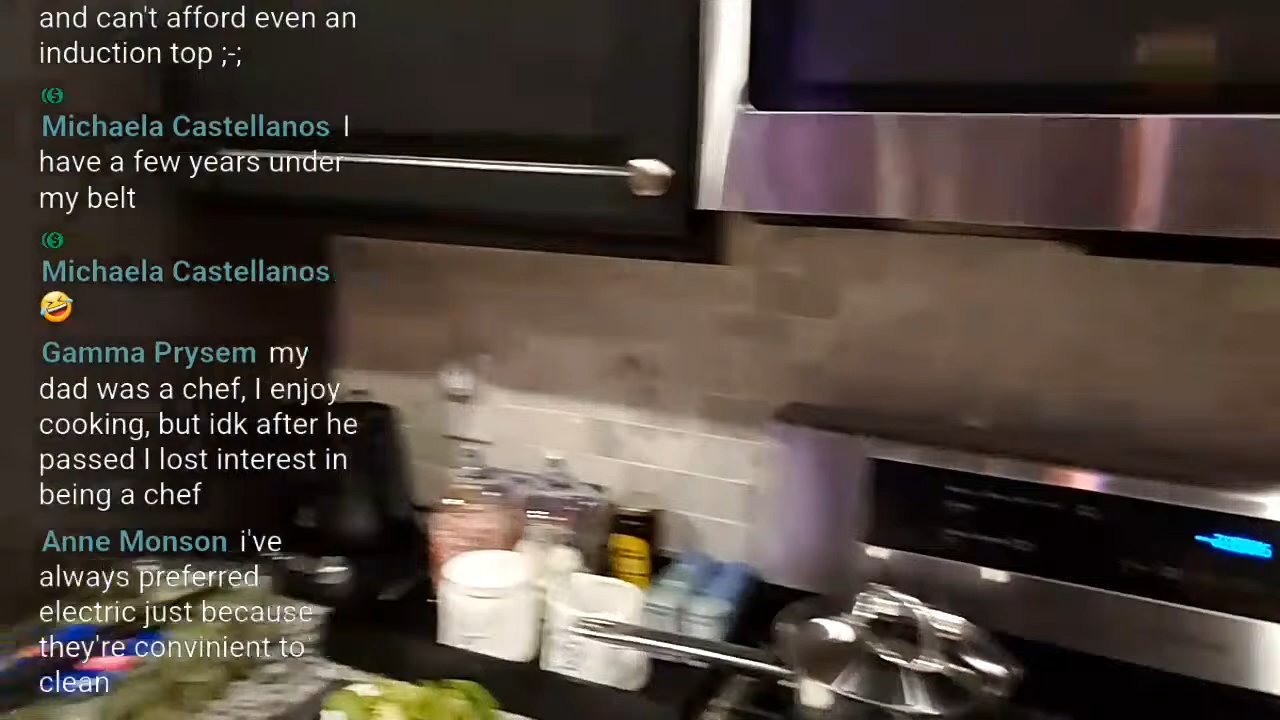 and can't afford even an
induction top ;-;
Michaela Castellanos I
have a few years under
my belt
Michaela Castellanos
🤣
Gamma Prysem my
dad was a chef, I enjoy
cooking, but idk after he
passed I lost interest in
being a chef
Anne Monson i've
always preferred
electric just because
they're convinient to
clean